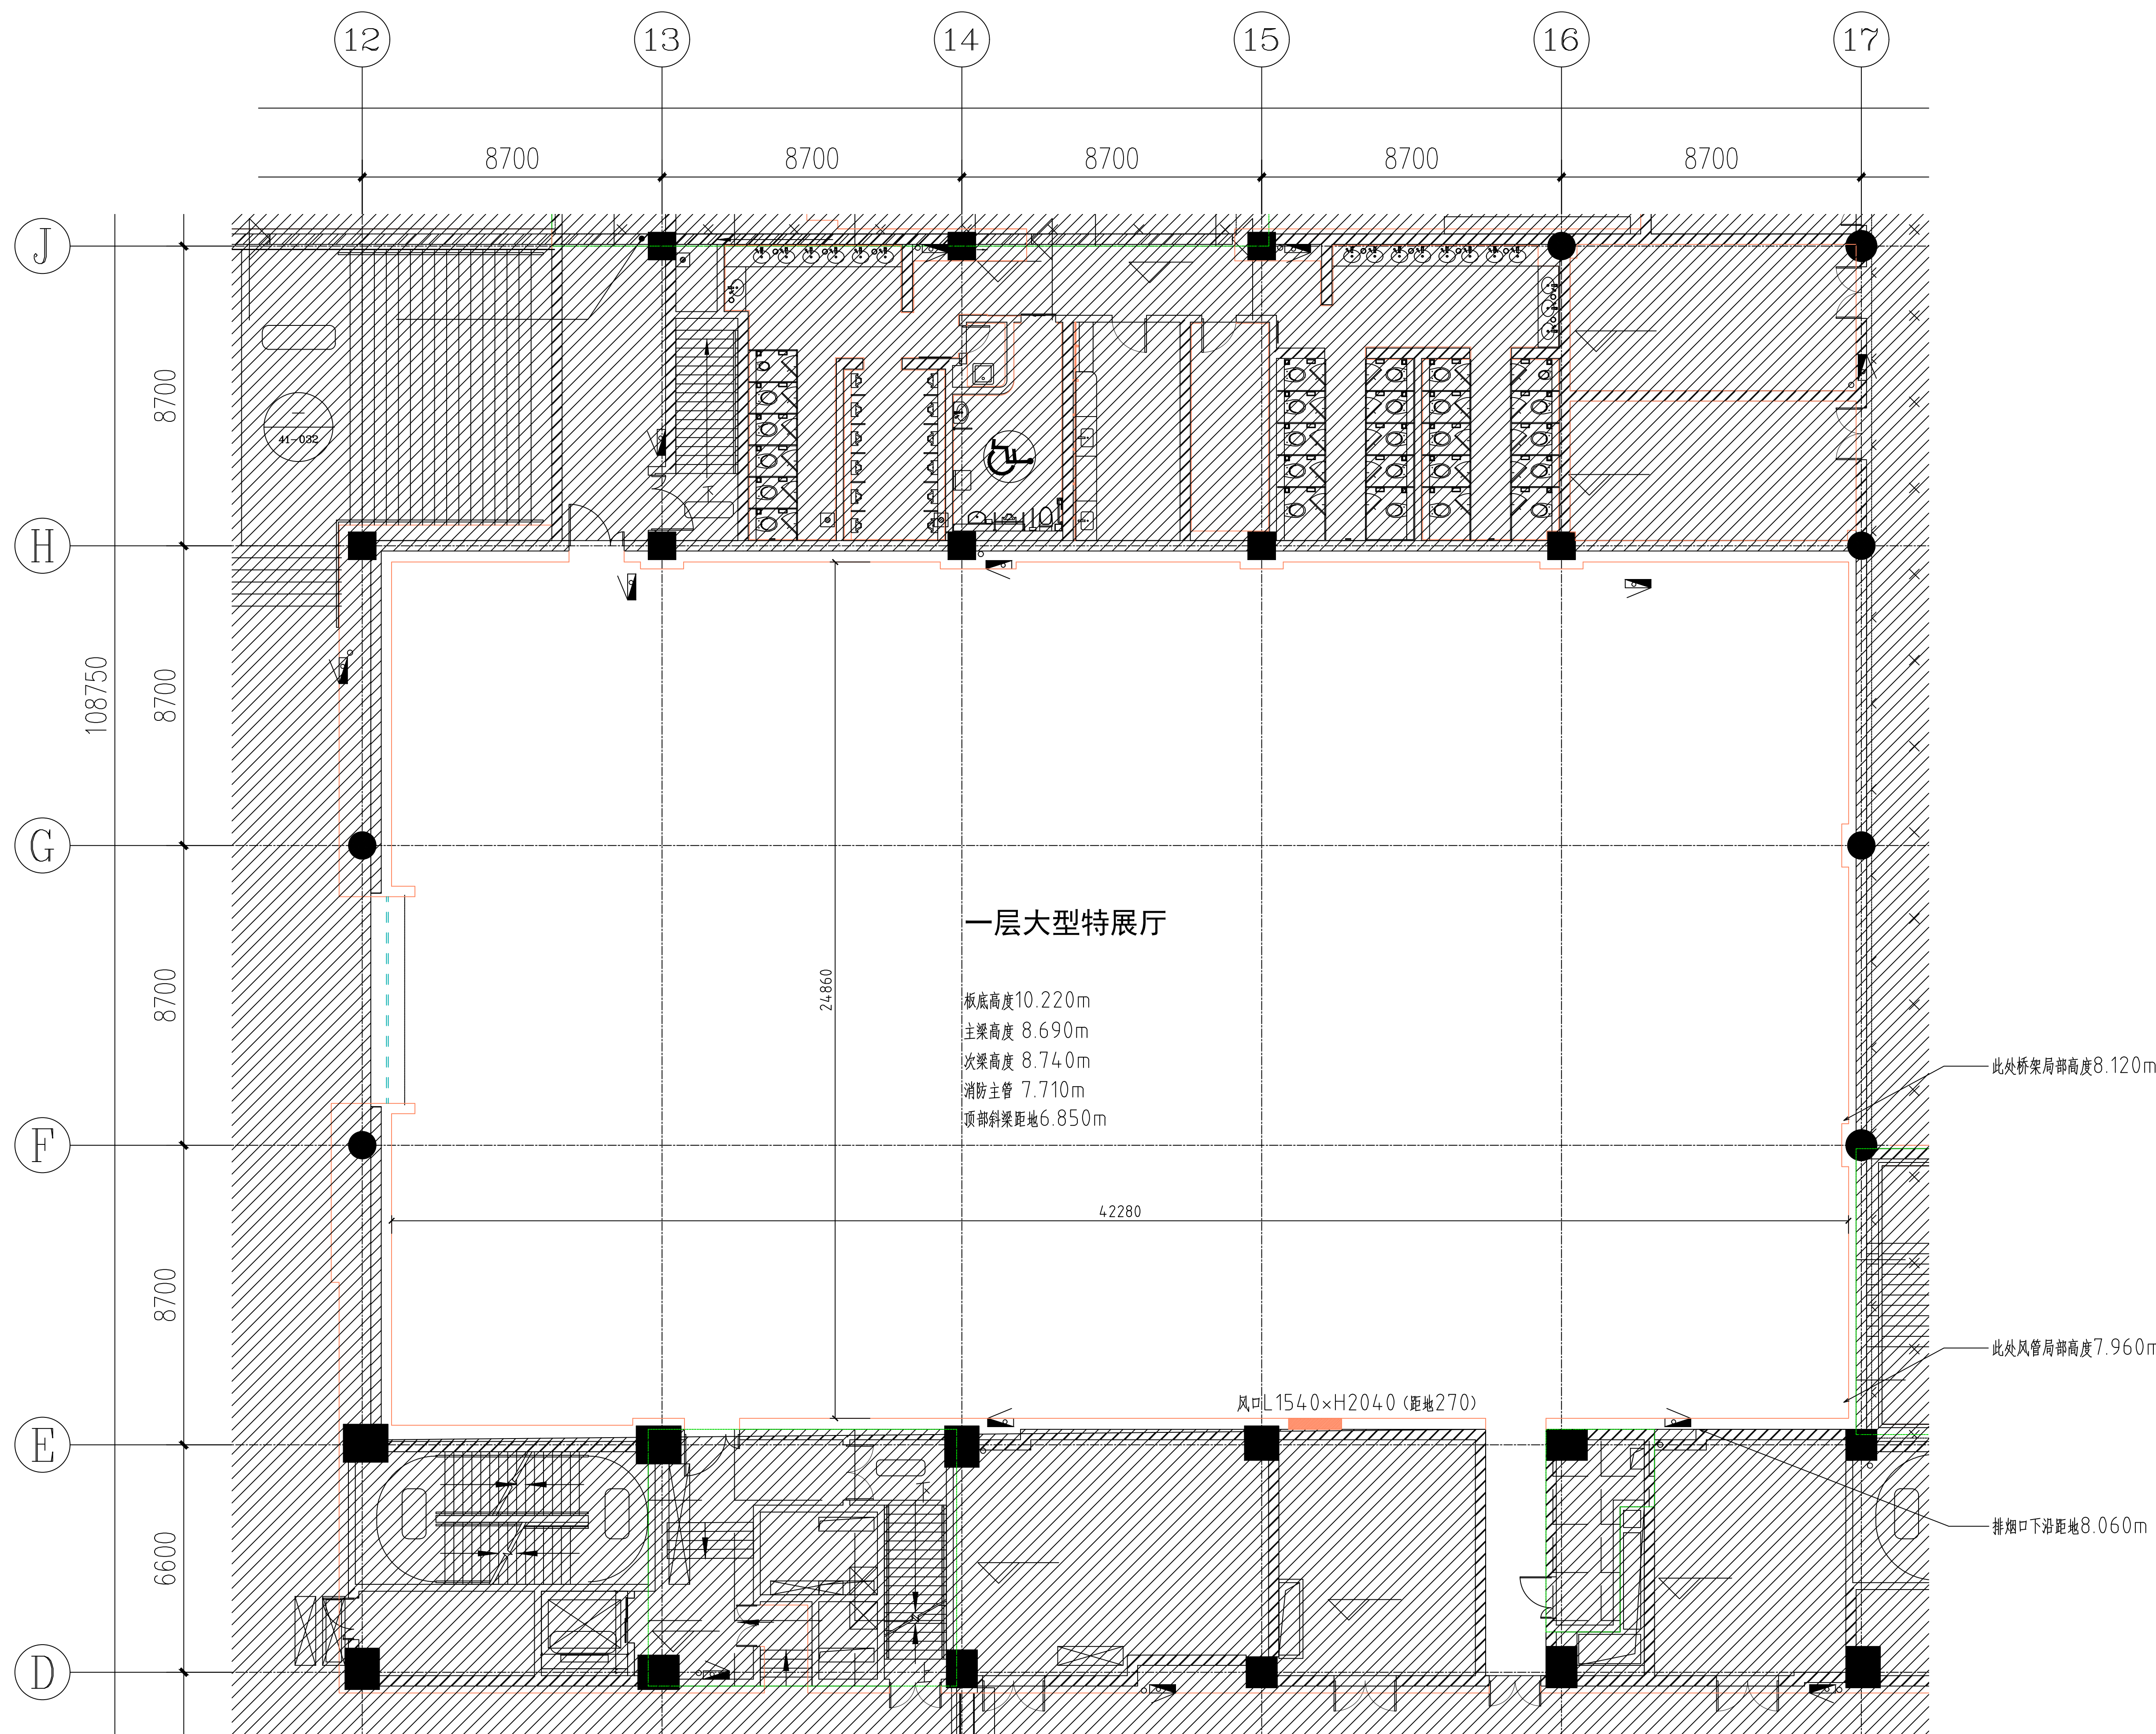 12 13 14 15 16 17
8700 8700 8700 8700 8700
J
8700
一
41-032
H
108750
8700
G
一层大型特展厅
8700
24860
板底高度10.220m
主梁高度 8.690m
次梁高度 8.740m
消防主管 7.710m
顶部斜梁距地6.850m
此处桥架局部高度8.120m
F
42280
8700
此处风管局部高度7.960m
风口L1540×H2040（距地270）
E
排烟口下沿距地8.060m
6600
D